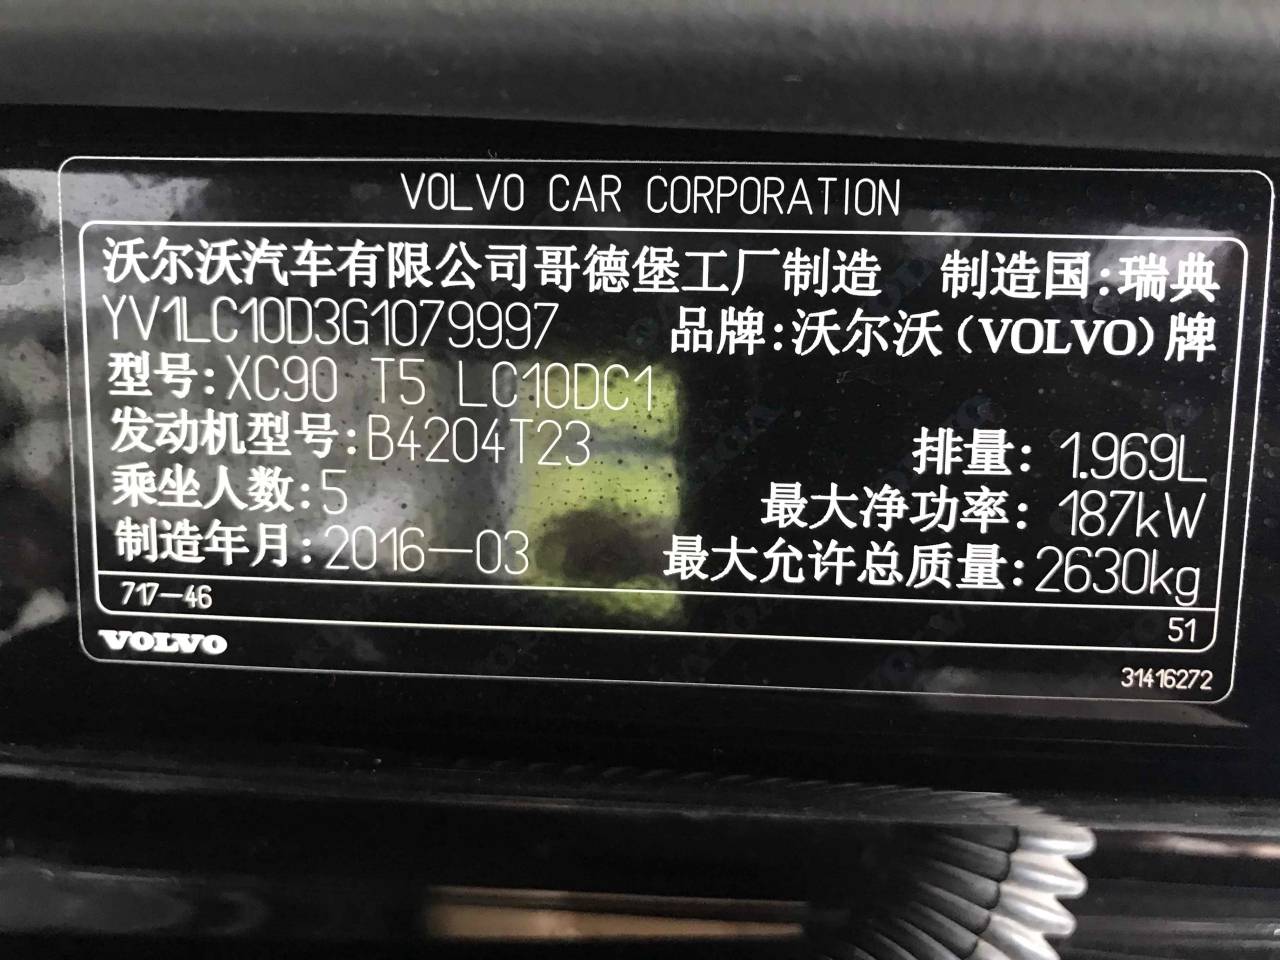 VOLVO CAR CORPORATION
沃尔沃汽车有限公司哥德堡工厂制造 制造国:瑞典
YV1LC10D3G1079997 品牌:沃尔沃(VOLVO)牌
型号:XC90 T5 LC10DC1
发动机型号:B4204T23 排量: 1.969L
乘坐人数:5 最大净功率: 187kW
制造年月:2016-03 最大允许总质量:2630kg
717-46
51
VOLVO
31416272